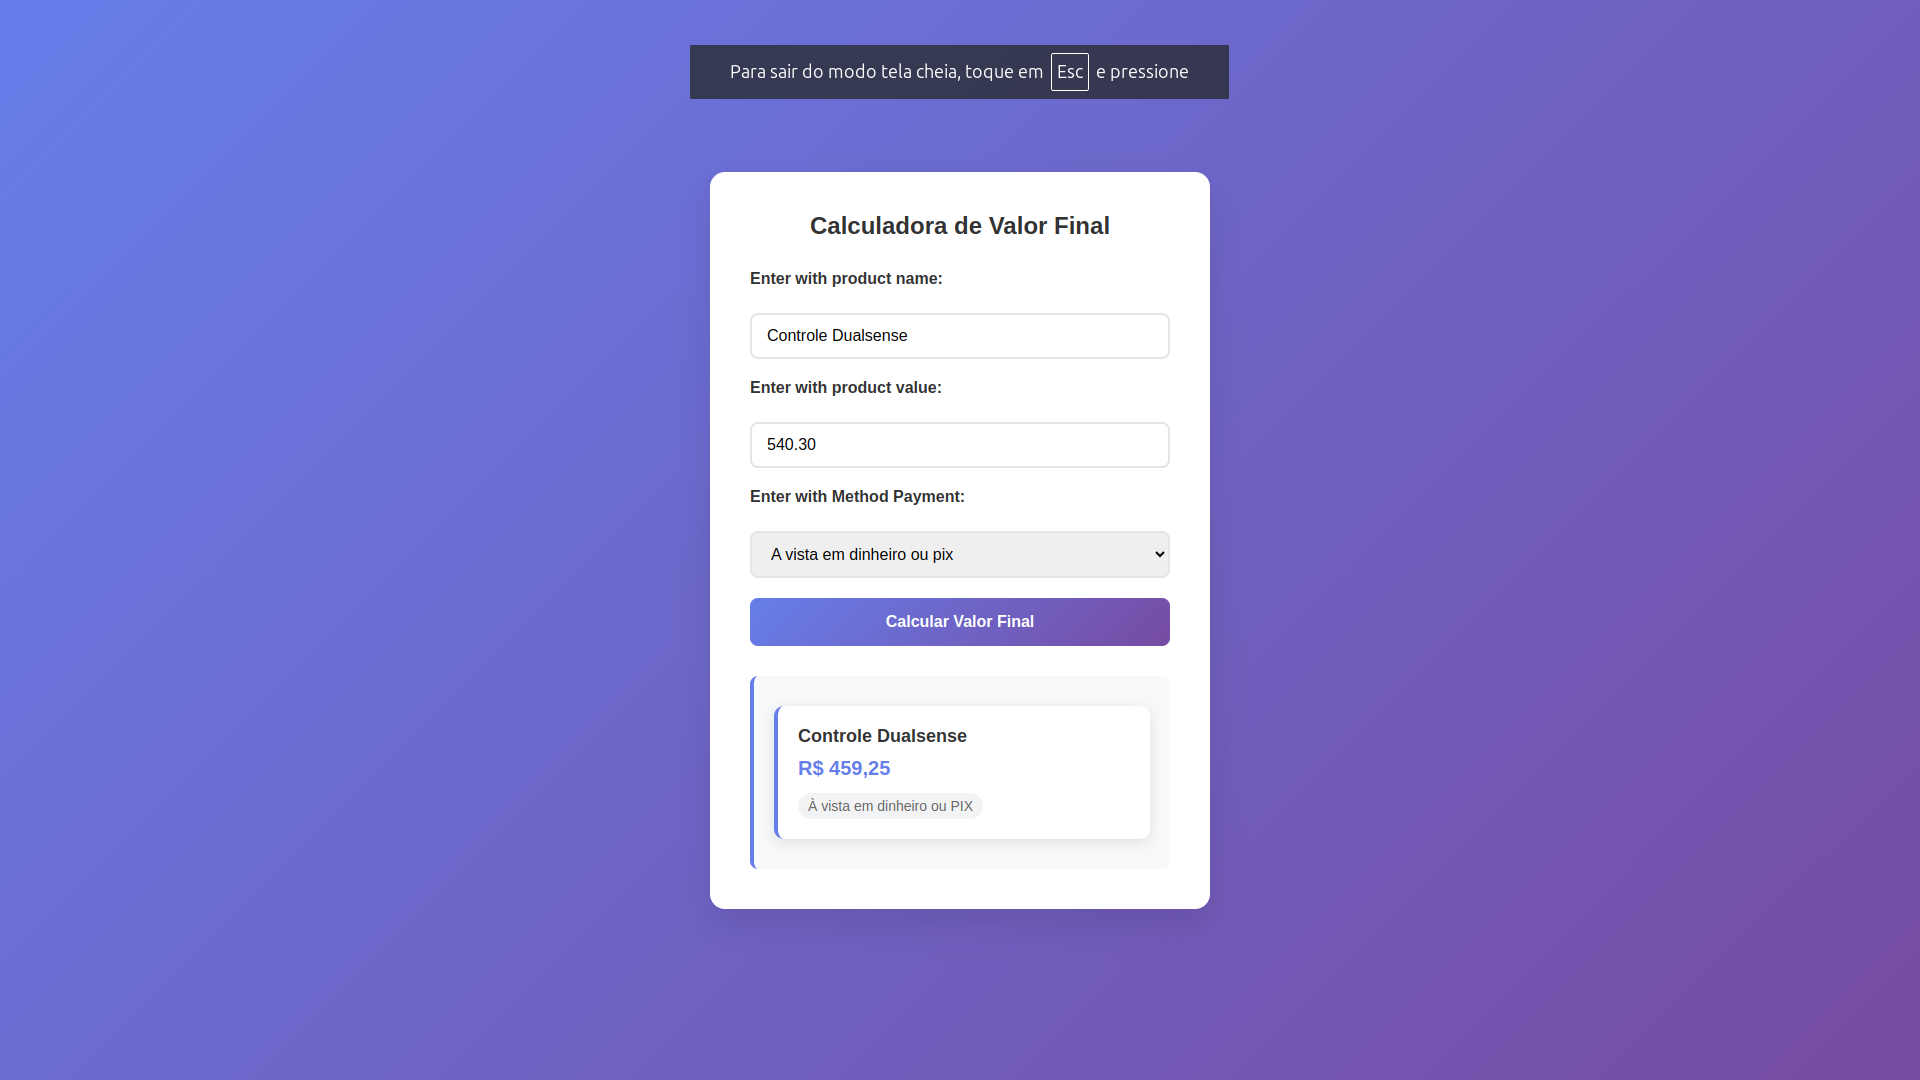 Para sair do modo tela cheia, toque em Esc e pressione
Calculadora de Valor Final
Enter with product name:
Controle Dualsense
Enter with product value:
540.30
Enter with Method Payment:
A vista em dinheiro ou pix
Calcular Valor Final
Controle Dualsense
R$ 459,25
À vista em dinheiro ou PIX